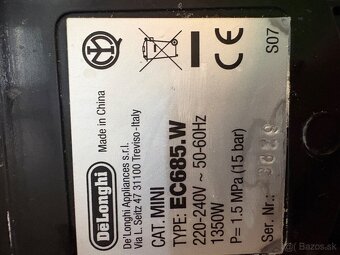 DeLonghi
Made in China
De'Longhi Appliances s.r.l.
Via L. Seitz 47 31100 Treviso-Italy
CAT. MINI
TYPE: EC685.W
220-240V ~ 50-60Hz
1350W
P= 1.5 MPa (15 bar)
Ser. Nr.:
CE
S07
Bazos.sk